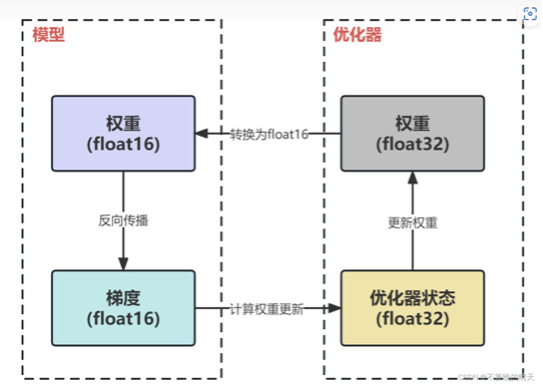 模型
优化器
权重
(float16)
转换为float16
权重
(float32)
反向传播
更新权重
梯度
(float16)
计算权重更新
优化器状态
(float32)